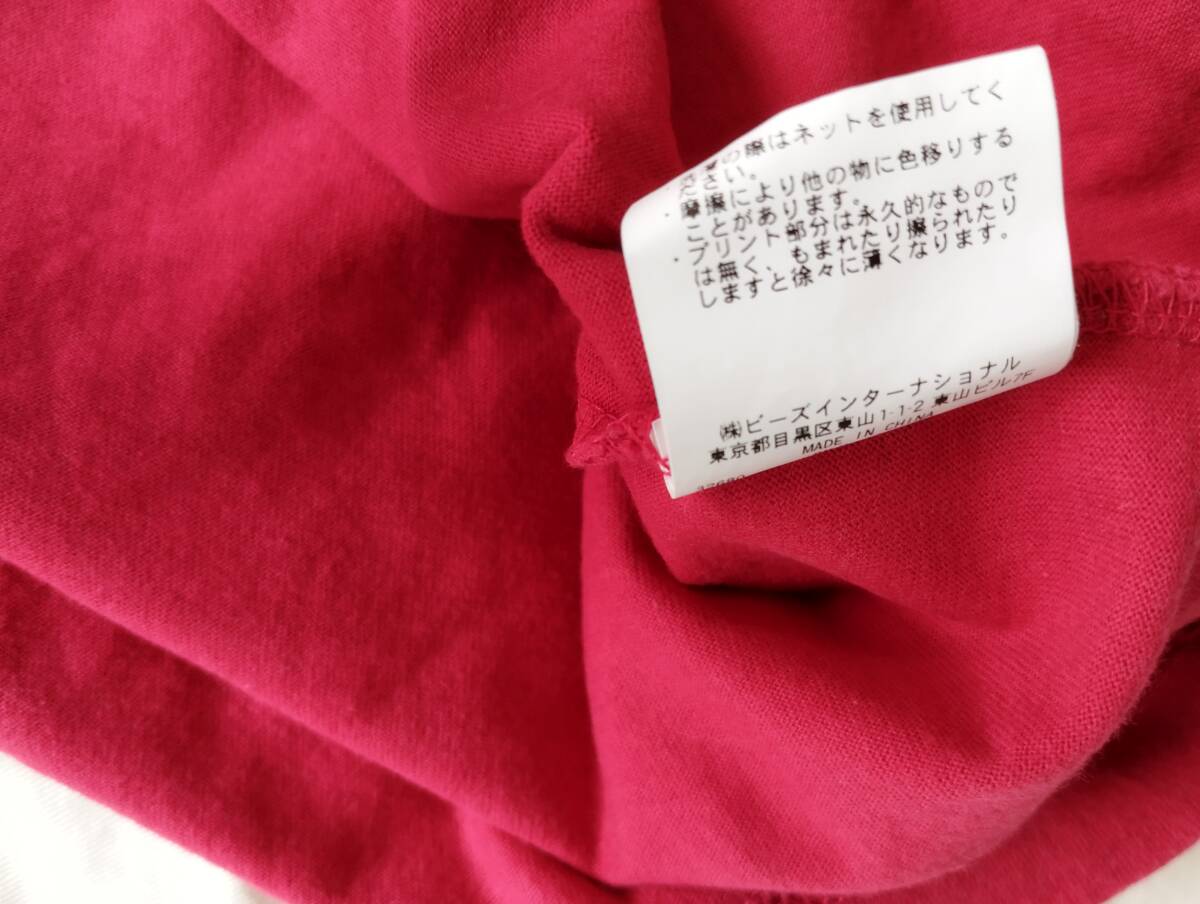 の際はネットを使用してく
ださい。
・摩擦により他の物に色移りする
ことがあります。
・プリント部分は永久的なもので
は無く、もまれたり擦られたり
しますと徐々に薄くなります。
㈱ビーズインターナショナル
東京都目黒区東山1-1-2 東山ビル7F
MADE IN CHINA